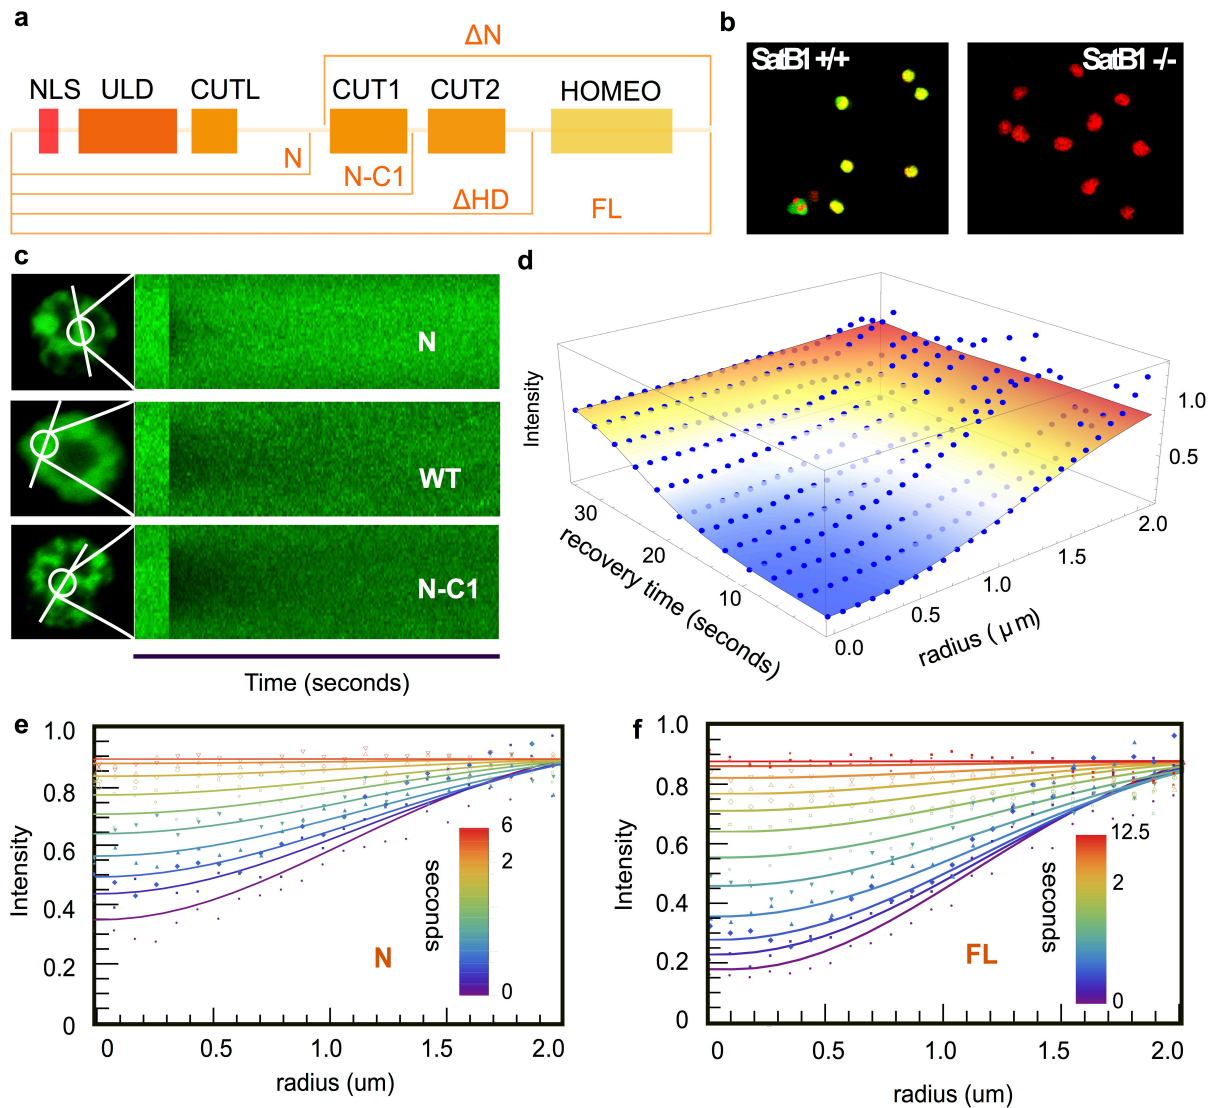 a
ΔN
NLS ULD CUTL CUT1 CUT2 HOMEO
N
N-C1
ΔHD
FL
b
SatB1 +/+
SatB1 -/-
c
N
WT
N-C1
Time (seconds)
d
Intensity
1.0
0.5
30
20
10
recovery time (seconds)
0.0
0.5
1.0
1.5
2.0
radius ( μm)
e
1.0
0.8
0.6
0.4
0.2
0
Intensity
6
2
0
seconds
N
0 0.5 1.0 1.5 2.0
radius (um)
f
1.0
0.8
0.6
0.4
0.2
0
Intensity
12.5
2
0
seconds
FL
0 0.5 1.0 1.5 2.0
radius (um)